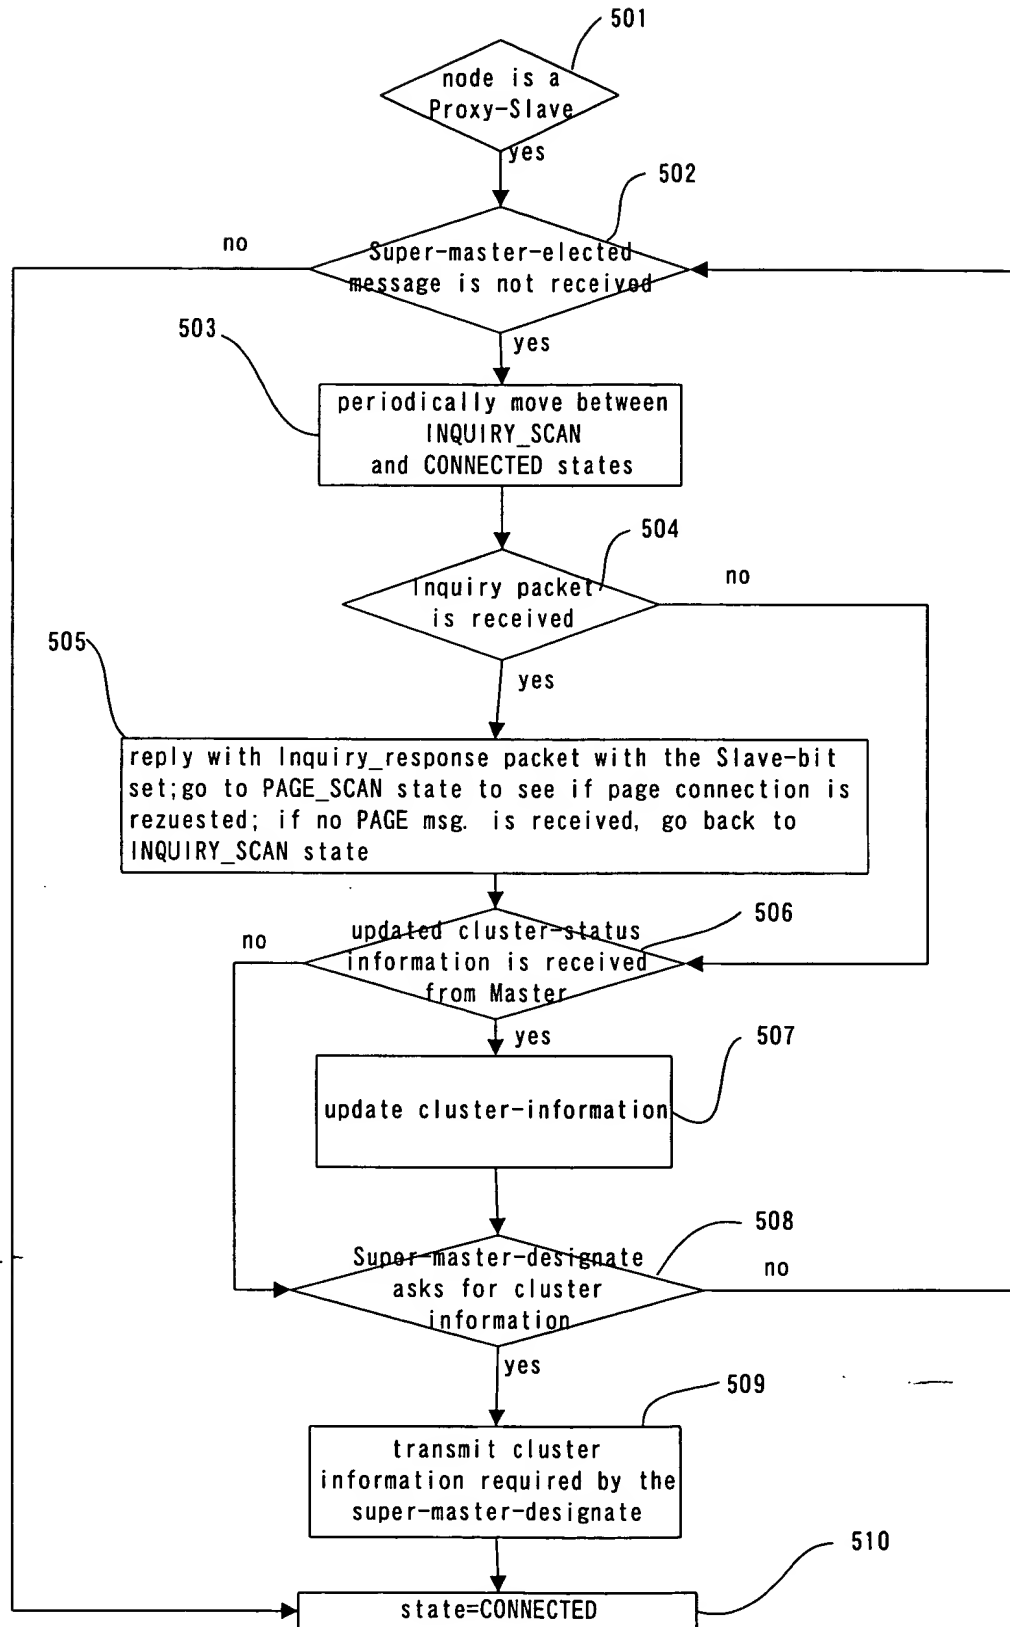 501
node is a
Proxy-Slave
yes
502
no
Super-master-elected
message is not received
503
yes
periodically move between
INQUIRY_SCAN
and CONNECTED states
504
no
Inquiry packet
is received
505
yes
reply with Inquiry_response packet with the Slave-bit
set;go to PAGE_SCAN state to see if page connection is
rezuested; if no PAGE msg. is received, go back to
INQUIRY_SCAN state
506
no
updated cluster-status
information is received
from Master
yes
507
update cluster-information
508
no
Super-master-designate
asks for cluster
information
yes
509
transmit cluster
information required by the
super-master-designate
510
state=CONNECTED